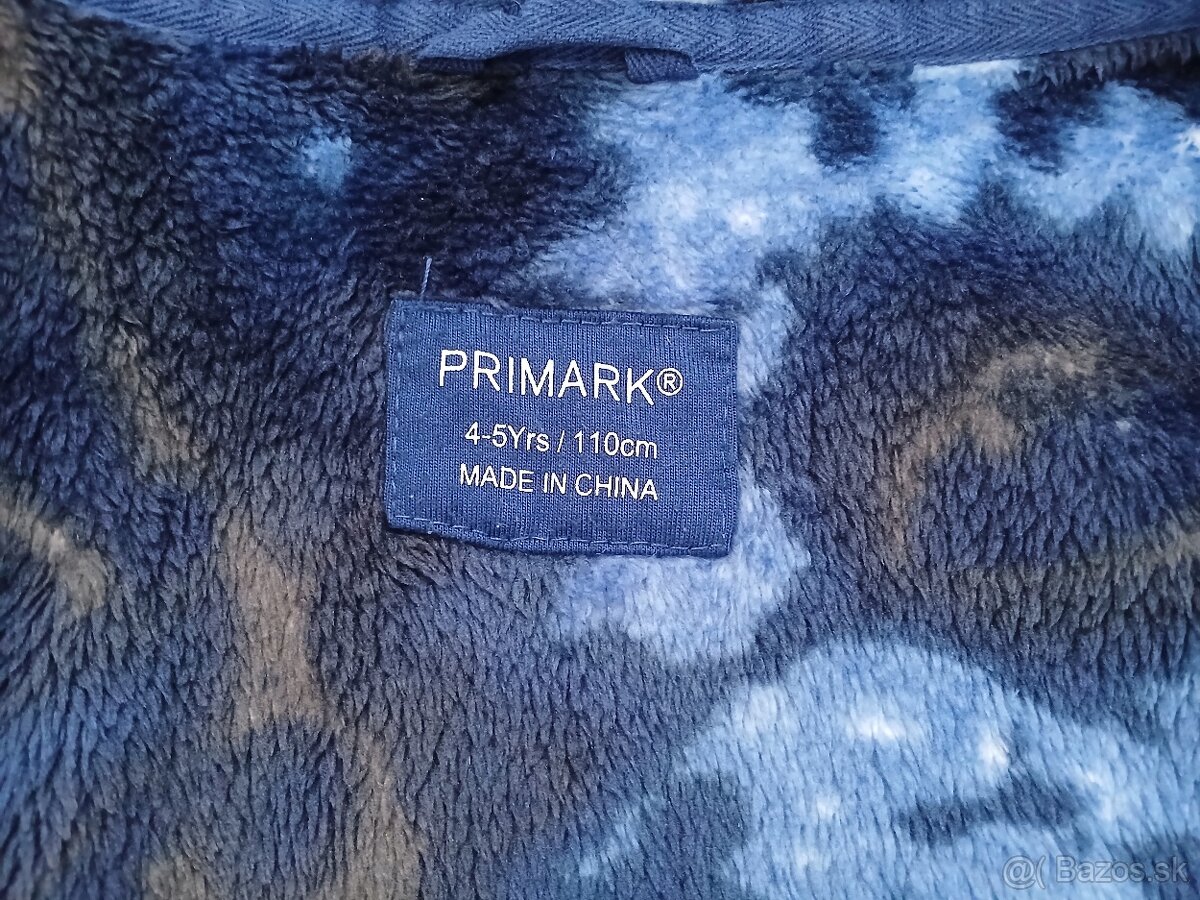 PRIMARK®
4-5Yrs / 110cm
MADE IN CHINA
@( Bazos.sk